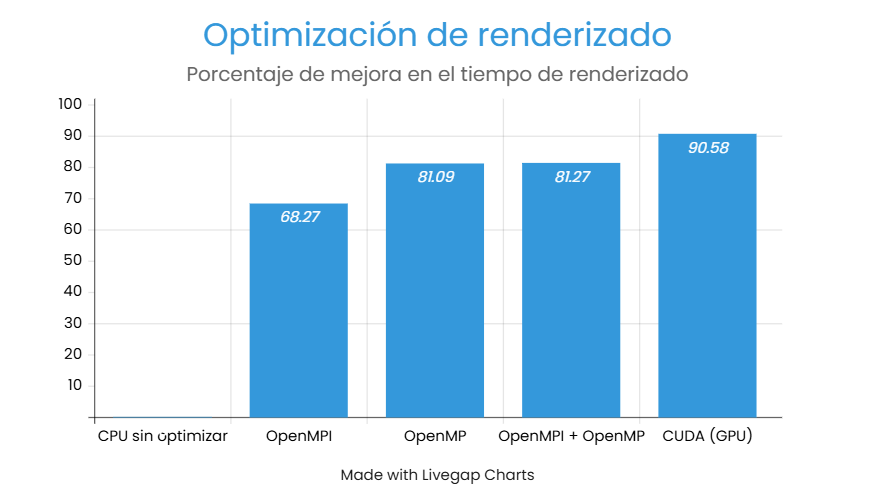 Optimización de renderizado
Porcentaje de mejora en el tiempo de renderizado
100
90
80
70
60
50
40
30
20
10
68.27
81.09
81.27
90.58
CPU sin optimizar
OpenMPI
OpenMP
OpenMPI + OpenMP
CUDA (GPU)
Made with Livegap Charts